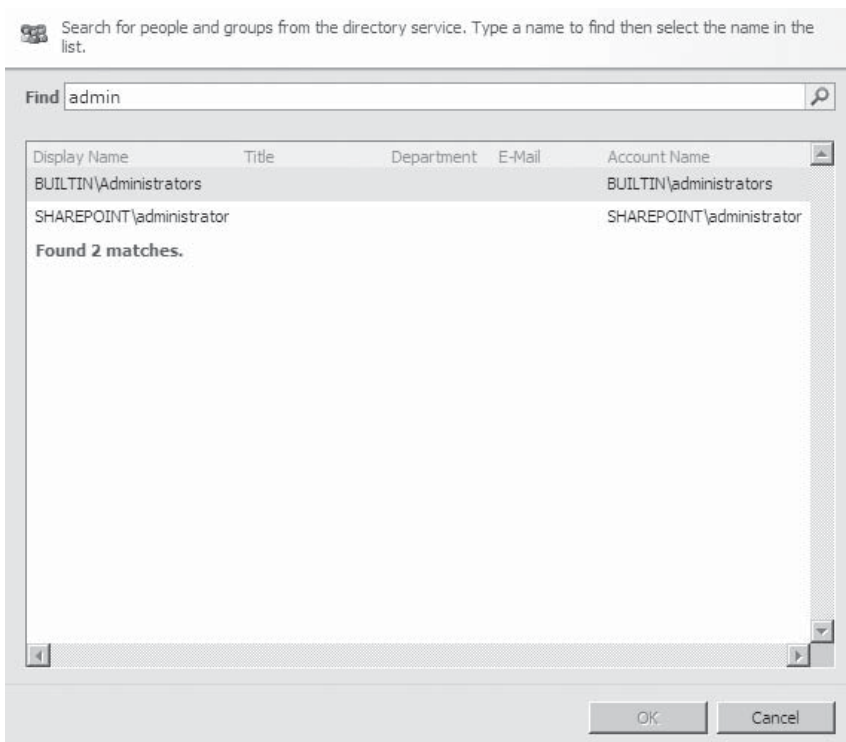 Search for people and groups from the directory service. Type a name to find then select the name in the
list.
Find admin
Display Name Title Department E-Mail Account Name
BUILTIN\Administrators BUILTIN\administrators
SHAREPOINT\administrator SHAREPOINT\administrator
Found 2 matches.
OK Cancel